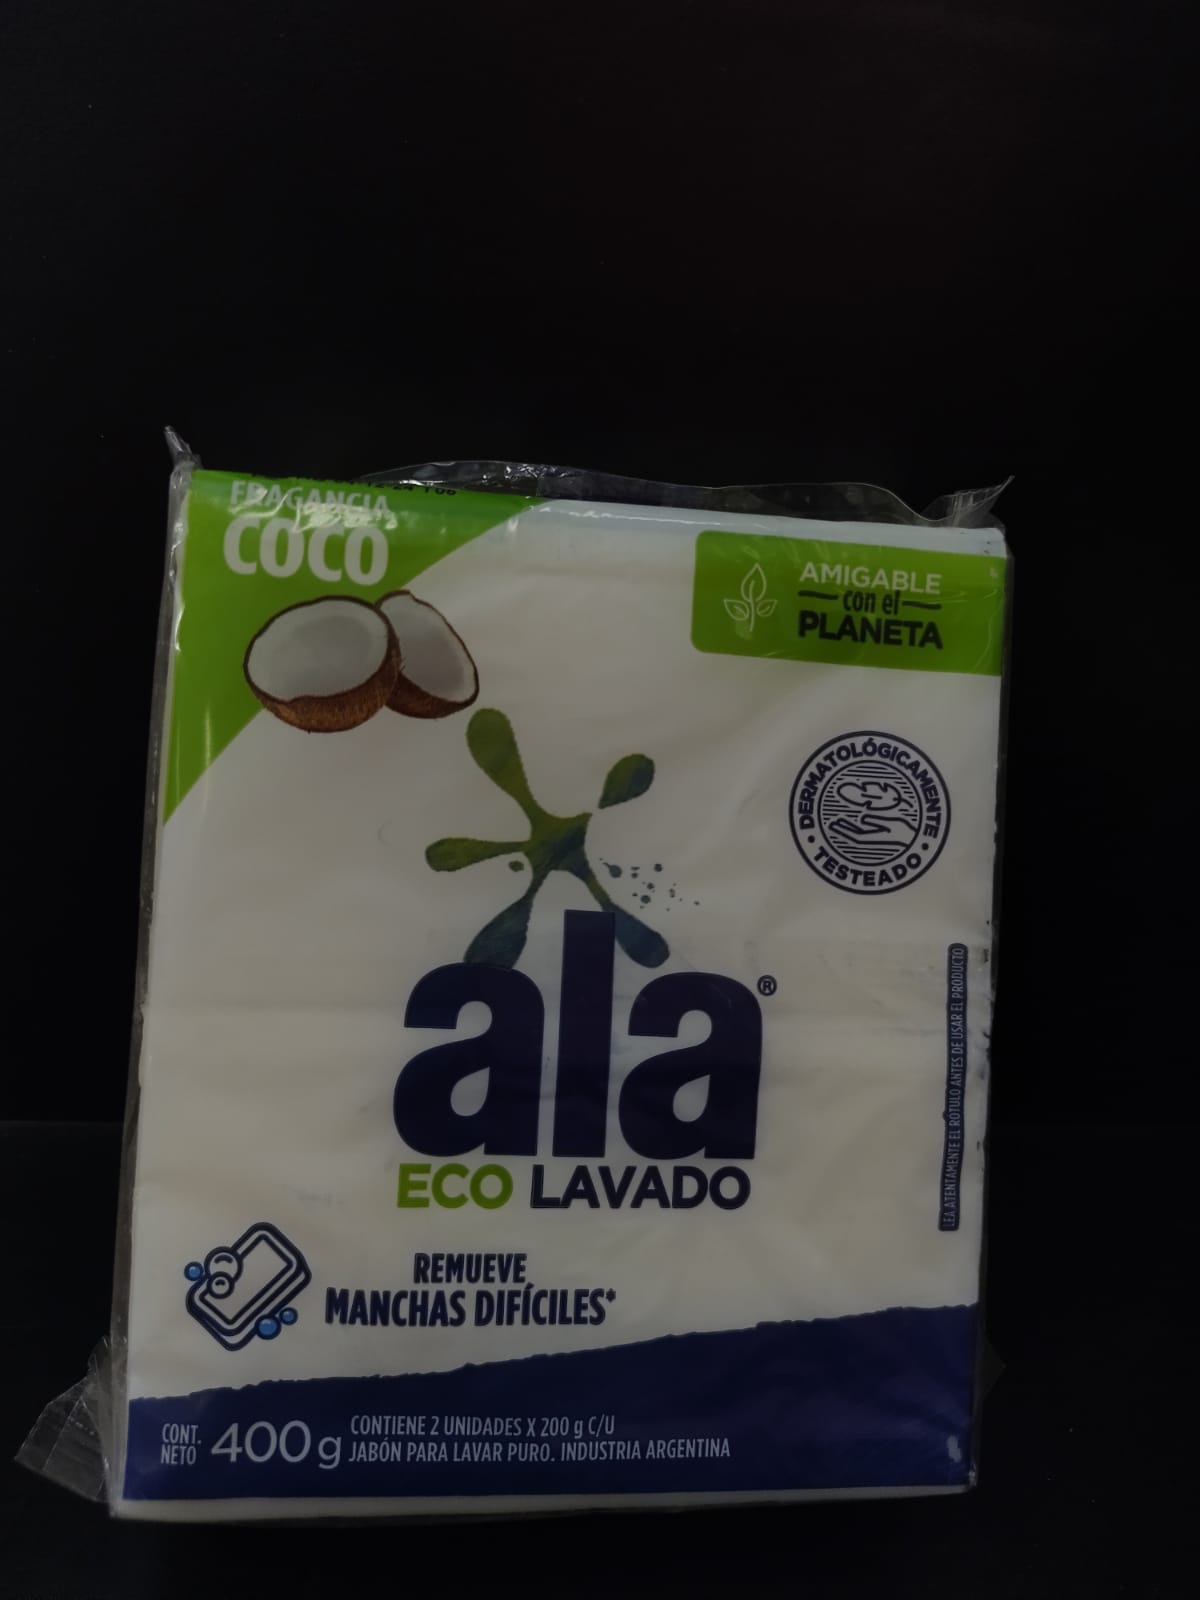 FRAGANCIA
COCO
AMIGABLE
con el
PLANETA
DERMATOLÓGICAMENTE
• TESTEADO •
ala®
ECO LAVADO
LEA ATENTAMENTE EL ROTULO ANTES DE USAR EL PRODUCTO
REMUEVE
MANCHAS DIFÍCILES*
CONT.
NETO
400g
CONTIENE 2 UNIDADES X 200 g C/U
JABÓN PARA LAVAR PURO. INDUSTRIA ARGENTINA